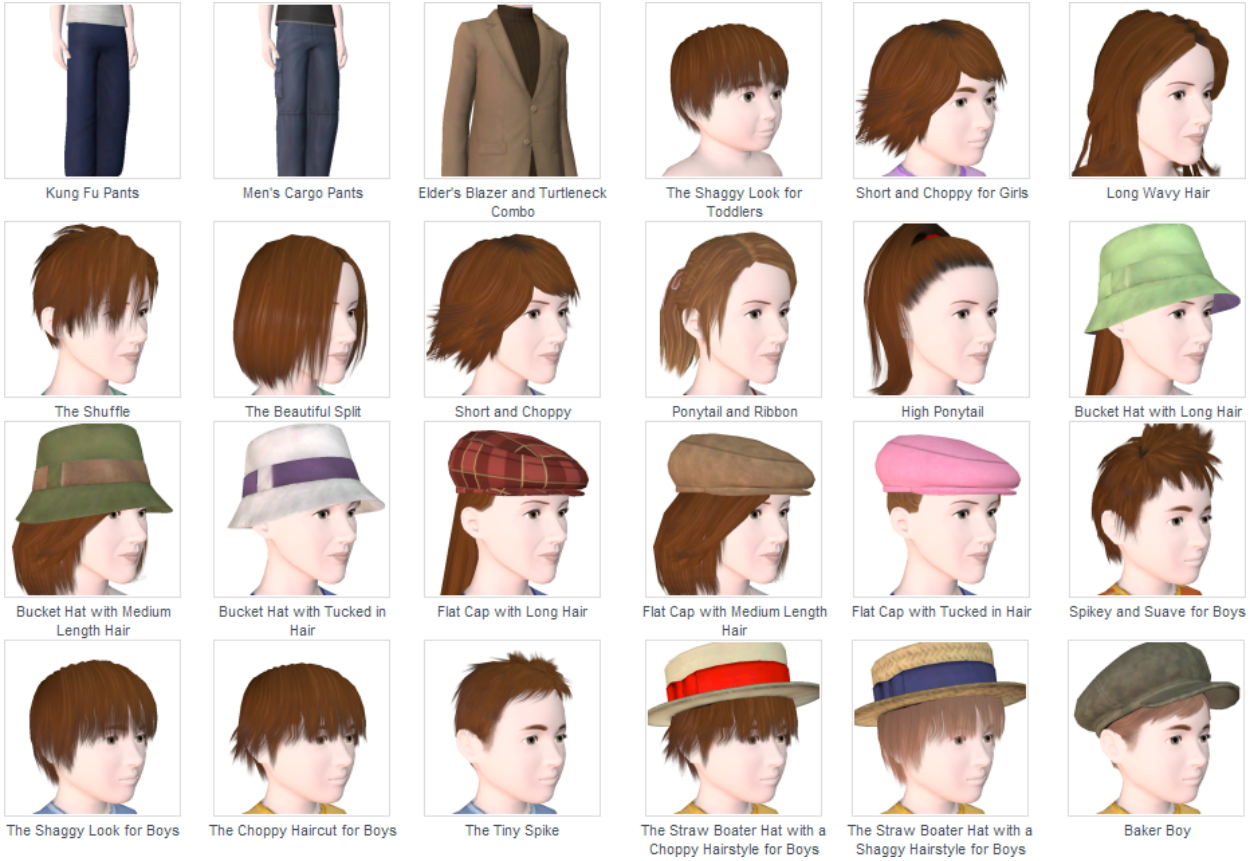 Kung Fu Pants
Men's Cargo Pants
Elder's Blazer and Turtleneck
Combo
The Shaggy Look for
Toddlers
Short and Choppy for Girls
Long Wavy Hair
The Shuffle
The Beautiful Split
Short and Choppy
Ponytail and Ribbon
High Ponytail
Bucket Hat with Long Hair
Bucket Hat with Medium
Length Hair
Bucket Hat with Tucked in
Hair
Flat Cap with Long Hair
Flat Cap with Medium Length
Hair
Flat Cap with Tucked in Hair
Spikey and Suave for Boys
The Shaggy Look for Boys
The Choppy Haircut for Boys
The Tiny Spike
The Straw Boater Hat with a
Choppy Hairstyle for Boys
The Straw Boater Hat with a
Shaggy Hairstyle for Boys
Baker Boy